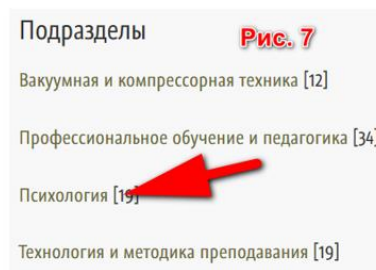 Подразделы
Рис. 7
Вакуумная и компрессорная техника [12]
Профессиональное обучение и педагогика [34]
Психология [19]
Технология и методика преподавания [19]